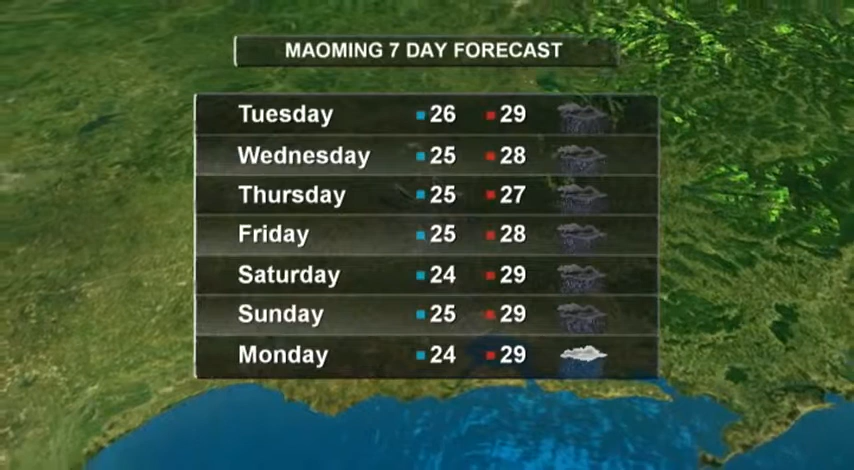 MAOMING 7 DAY FORECAST
Tuesday 26 29
Wednesday 25 28
Thursday 25 27
Friday 25 28
Saturday 24 29
Sunday 25 29
Monday 24 29